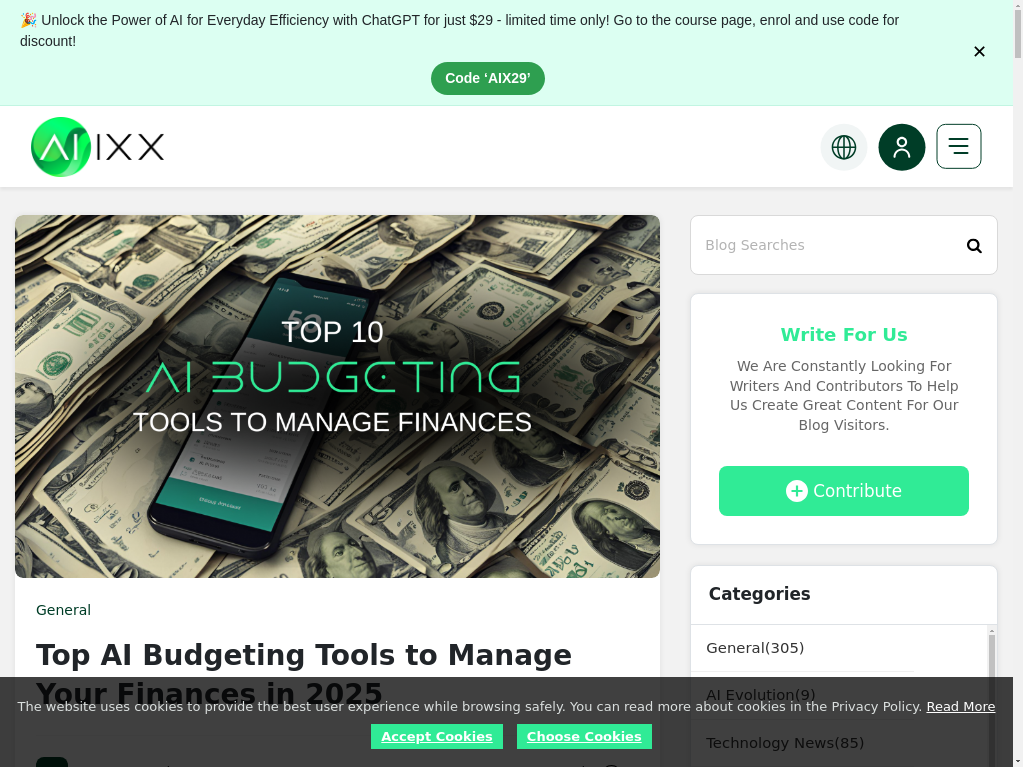 🎉 Unlock the Power of AI for Everyday Efficiency with ChatGPT for just $29 - limited time only! Go to the course page, enrol and use code for
discount!
Code ‘AIX29’
AI IXX
TOP 10
AI BUDGETING
TOOLS TO MANAGE FINANCES
General
Top AI Budgeting Tools to Manage
Your Finances in 2025
Blog Searches
Write For Us
We Are Constantly Looking For
Writers And Contributors To Help
Us Create Great Content For Our
Blog Visitors.
Contribute
Categories
General(305)
AI Evolution(9)
Technology News(85)
The website uses cookies to provide the best user experience while browsing safely. You can read more about cookies in the Privacy Policy. Read More
Accept Cookies
Choose Cookies